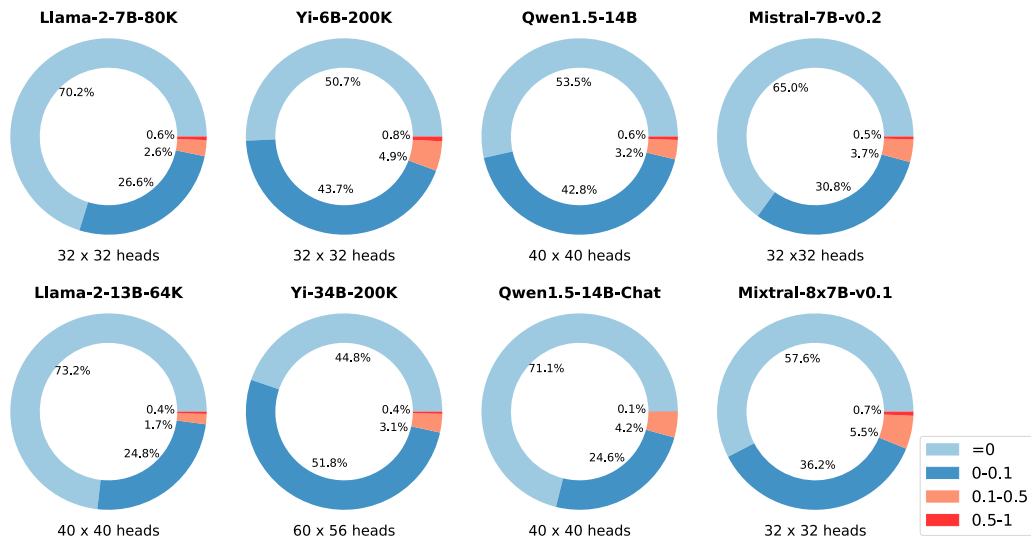 Llama-2-7B-80K
70.2%
0.6%
2.6%
26.6%
32 x 32 heads
Yi-6B-200K
50.7%
0.8%
4.9%
43.7%
32 x 32 heads
Qwen1.5-14B
53.5%
0.6%
3.2%
42.8%
40 x 40 heads
Mistral-7B-v0.2
65.0%
0.5%
3.7%
30.8%
32 x32 heads
Llama-2-13B-64K
73.2%
0.4%
1.7%
24.8%
40 x 40 heads
Yi-34B-200K
44.8%
0.4%
3.1%
51.8%
60 x 56 heads
Qwen1.5-14B-Chat
71.1%
0.1%
4.2%
24.6%
40 x 40 heads
Mixtral-8x7B-v0.1
57.6%
0.7%
5.5%
36.2%
32 x 32 heads
=0
0-0.1
0.1-0.5
0.5-1